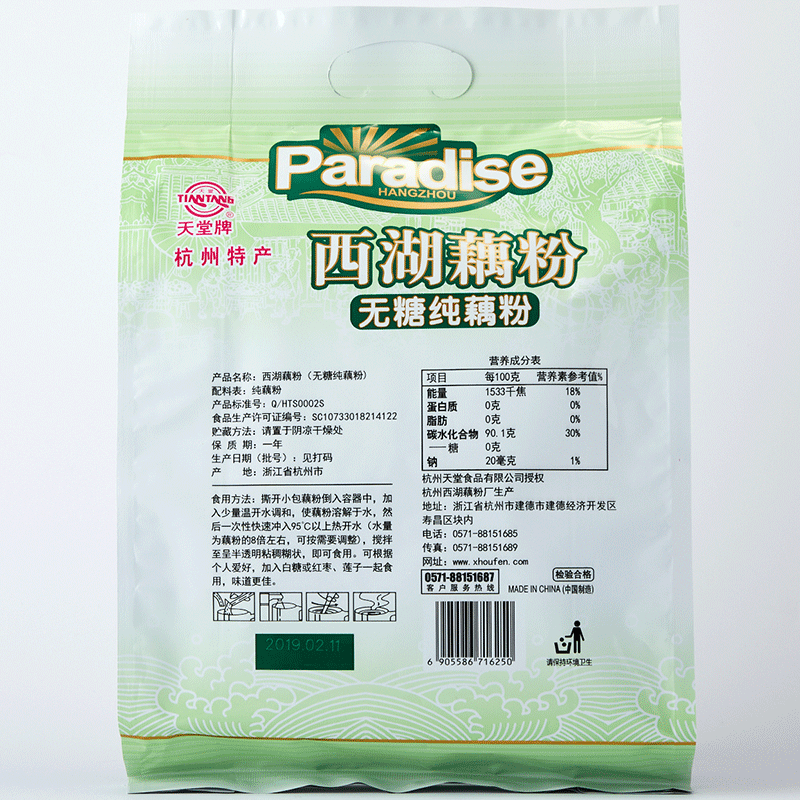 Paradise
HANGZHOU
天堂
TIANTANG
®
天堂牌
杭州特产
西湖藕粉
无糖纯藕粉
产品名称：西湖藕粉（无糖纯藕粉）
配料表：纯藕粉
产品标准号：Q/HTS0002S
食品生产许可证编号：SC10733018214122
贮藏方法：请置于阴凉干燥处
保 质 期：一年
生产日期（批号）：见打码
产 地：浙江省杭州市
食用方法：撕开小包藕粉倒入容器中，加
入少量温开水调和，使藕粉溶解于水，然
后一次性快速冲入95℃以上热开水（水量
为藕粉的8倍左右，可按需要调整），搅拌
至呈半透明粘稠糊状，即可食用。可根据
个人爱好，加入白糖或红枣、莲子一起食
用，味道更佳。
2019.02.11
营养成分表
项目 每100克 营养素参考值%
能量 1533千焦 18%
蛋白质 0克 0%
脂肪 0克 0%
碳水化合物 90.1克 30%
——糖 0克
钠 20毫克 1%
杭州天堂食品有限公司授权
杭州西湖藕粉厂生产
地址：浙江省杭州市建德市建德经济开发区
寿昌区块内
电话：0571-88151685
传真：0571-88151689
网址：www.xhoufen.com
0571-88151687
客户服务热线
检验合格
MADE IN CHINA (中国制造)
6 905586 716250
请保持环境卫生